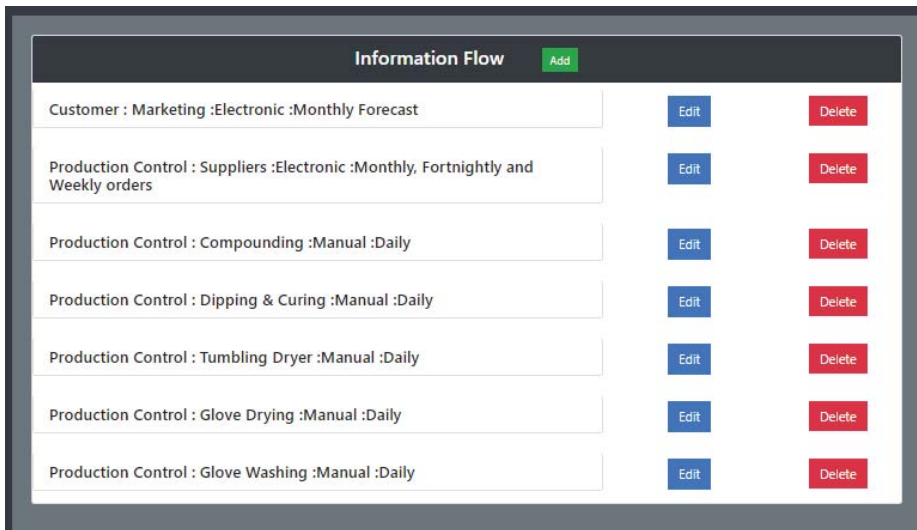 Information Flow Add
Customer : Marketing :Electronic :Monthly Forecast Edit Delete
Production Control : Suppliers :Electronic :Monthly, Fortnightly and Edit Delete
Weekly orders
Production Control : Compounding :Manual :Daily Edit Delete
Production Control : Dipping & Curing :Manual :Daily Edit Delete
Production Control : Tumbling Dryer :Manual :Daily Edit Delete
Production Control : Glove Drying :Manual :Daily Edit Delete
Production Control : Glove Washing :Manual :Daily Edit Delete